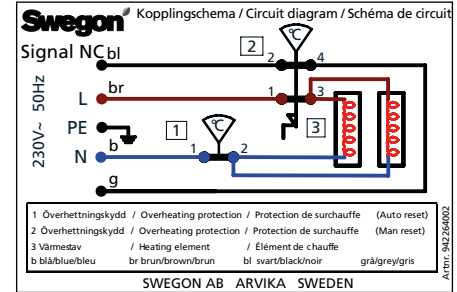 Swegon Kopplingschema / Circuit diagram / Schéma de circuit
Signal NC bl
2
2
4
°C
230V~ 50Hz
L
br
1
3
PE
1
°C
3
N
b
1
2
g
1 Överhettningskydd / Overheating protection / Protection de surchauffe (Auto reset)
2 Överhettningskydd / Overheating protection / Protection de surchauffe (Man reset)
3 Värmestav / Heating element / Élément de chauffe
b blå/blue/bleu br brun/brown/brun bl svart/black/noir grå/grey/gris
SWEGON AB ARVIKA SWEDEN
Artnr. 942264002